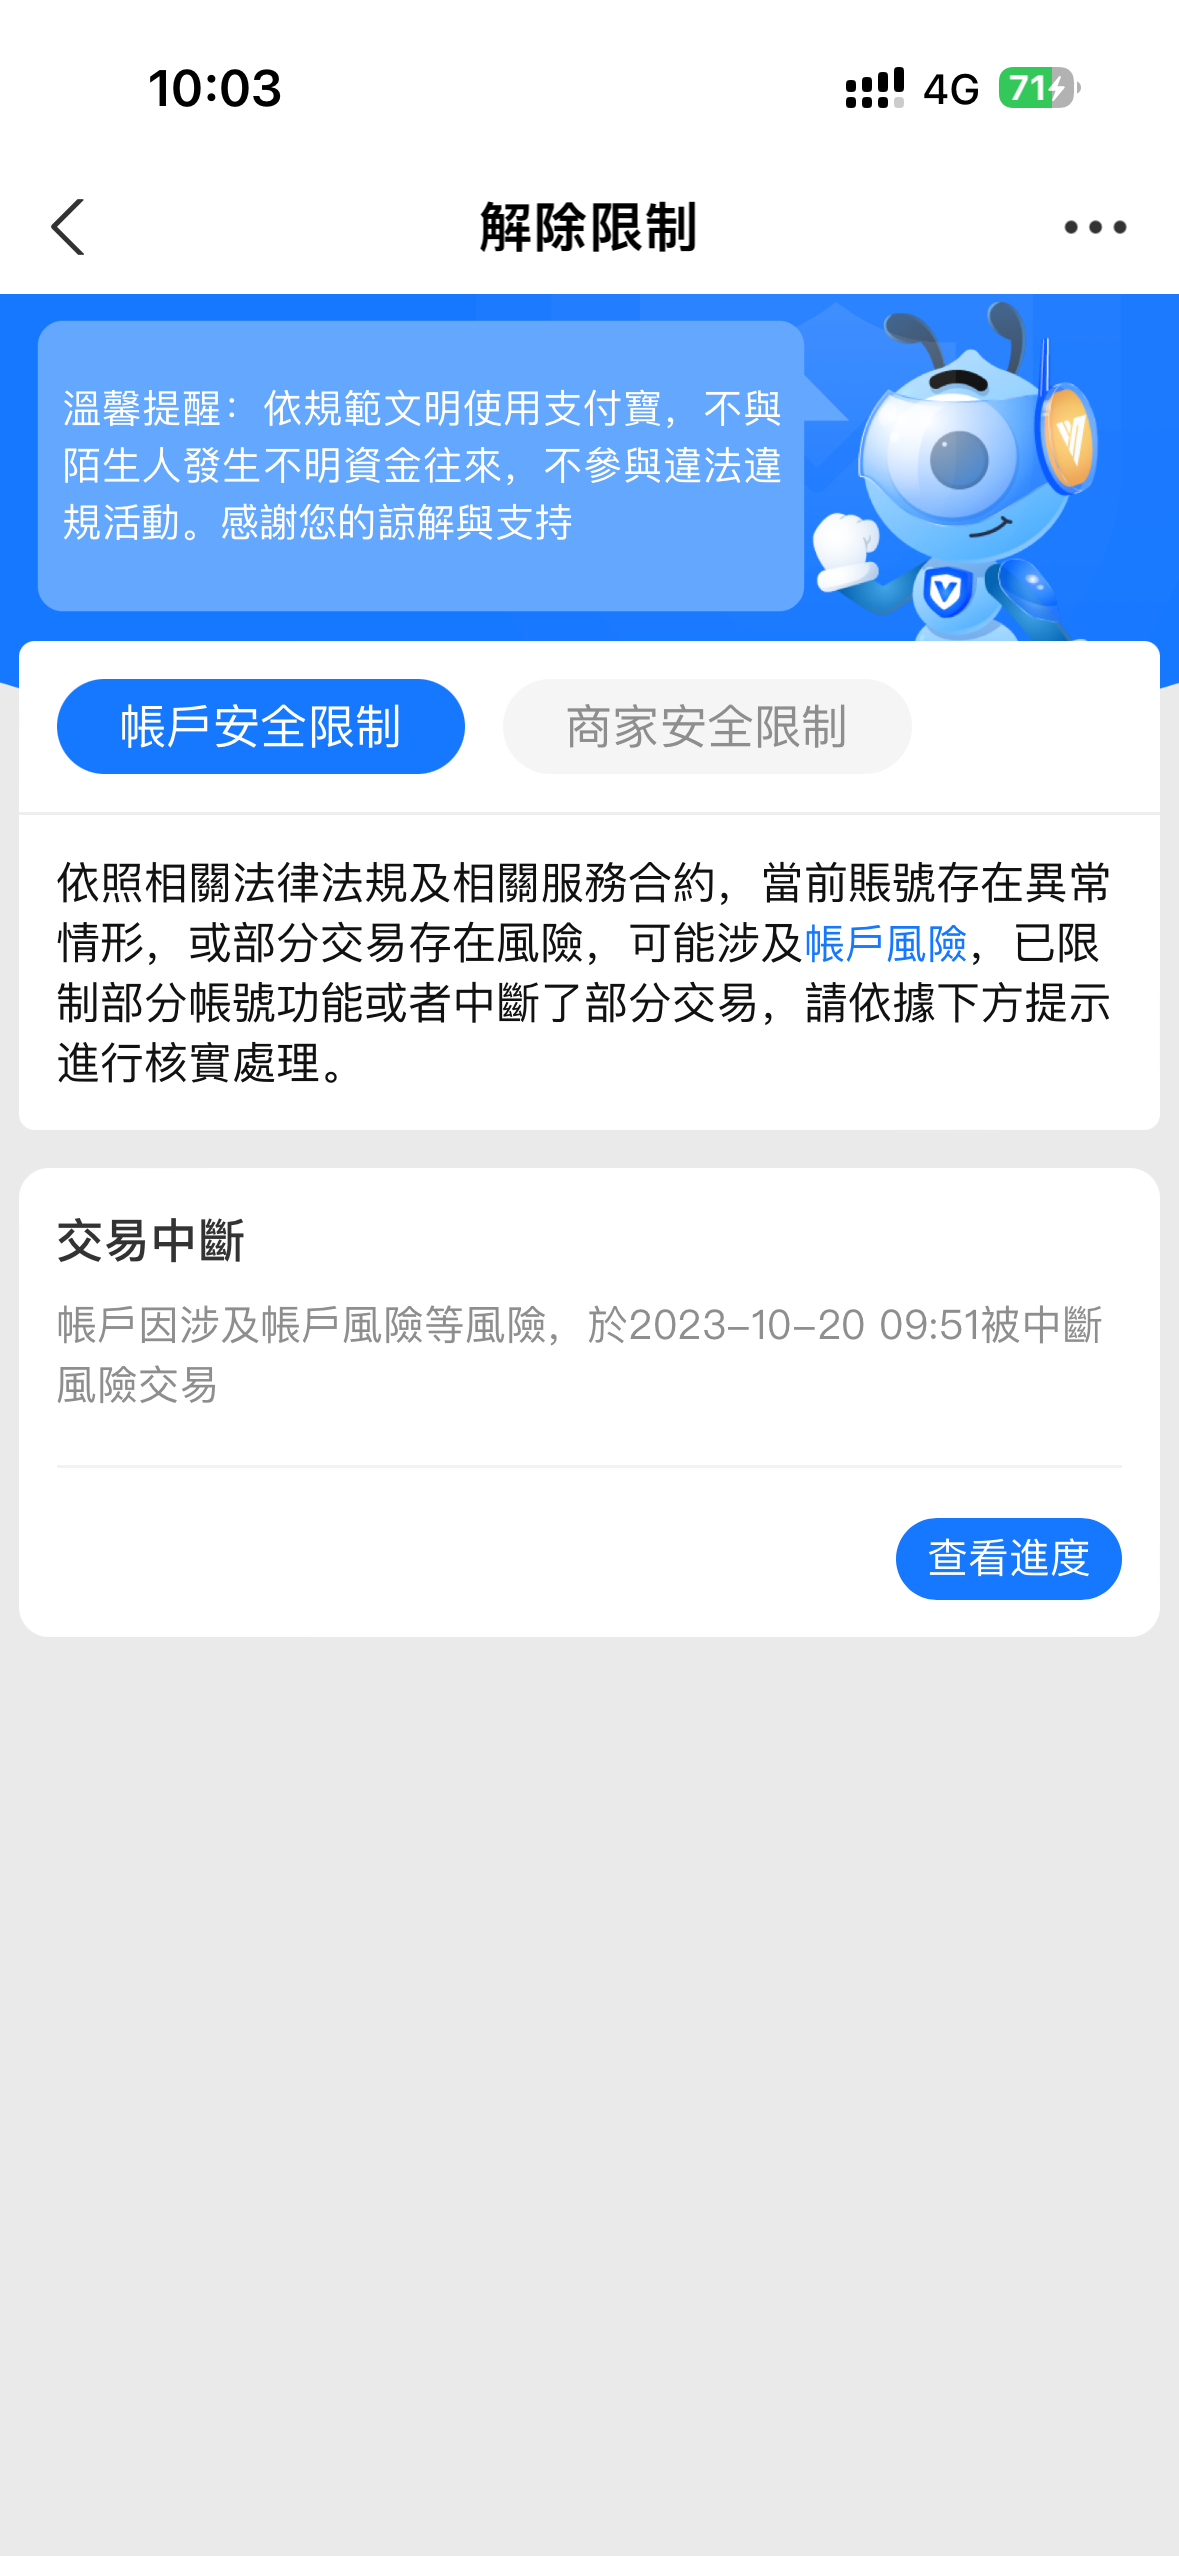 10:03
4G
71
解除限制
溫馨提醒：依規範文明使用支付寶，不與
陌生人發生不明資金往來，不參與違法違
規活動。感謝您的諒解與支持
帳戶安全限制
商家安全限制
依照相關法律法規及相關服務合約，當前賬號存在異常
情形，或部分交易存在風險，可能涉及帳戶風險，已限
制部分帳號功能或者中斷了部分交易，請依據下方提示
進行核實處理。
交易中斷
帳戶因涉及帳戶風險等風險，於2023-10-20 09:51被中斷
風險交易
查看進度